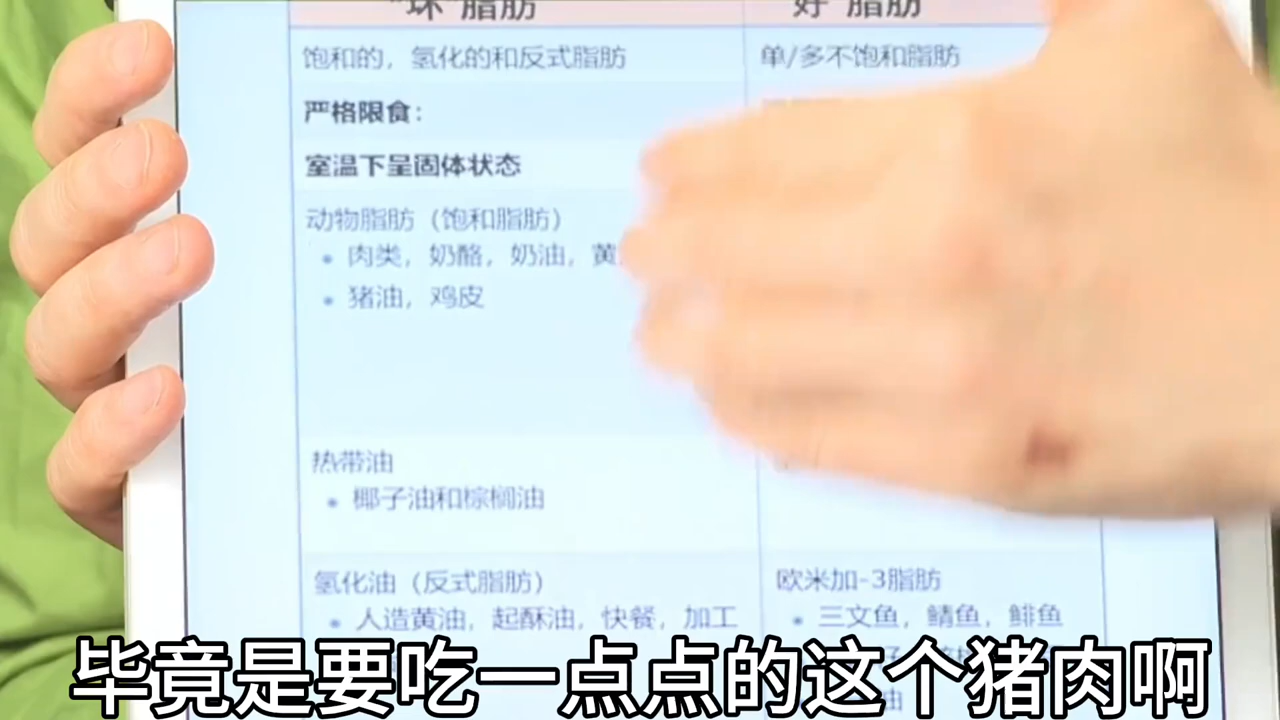 "坏"脂肪
好"脂肪
饱和的，氢化的和反式脂肪
单/多不饱和脂肪
严格限食：
室温下呈固体状态
动物脂肪（饱和脂肪）
• 肉类，奶酪，奶油，黄
• 猪油，鸡皮
热带油
• 椰子油和棕榈油
氢化油（反式脂肪）
• 人造黄油，起酥油，快餐，加工
欧米加-3脂肪
• 三文鱼，鲭鱼，鲱鱼
毕竟是要吃一点点的这个猪肉啊